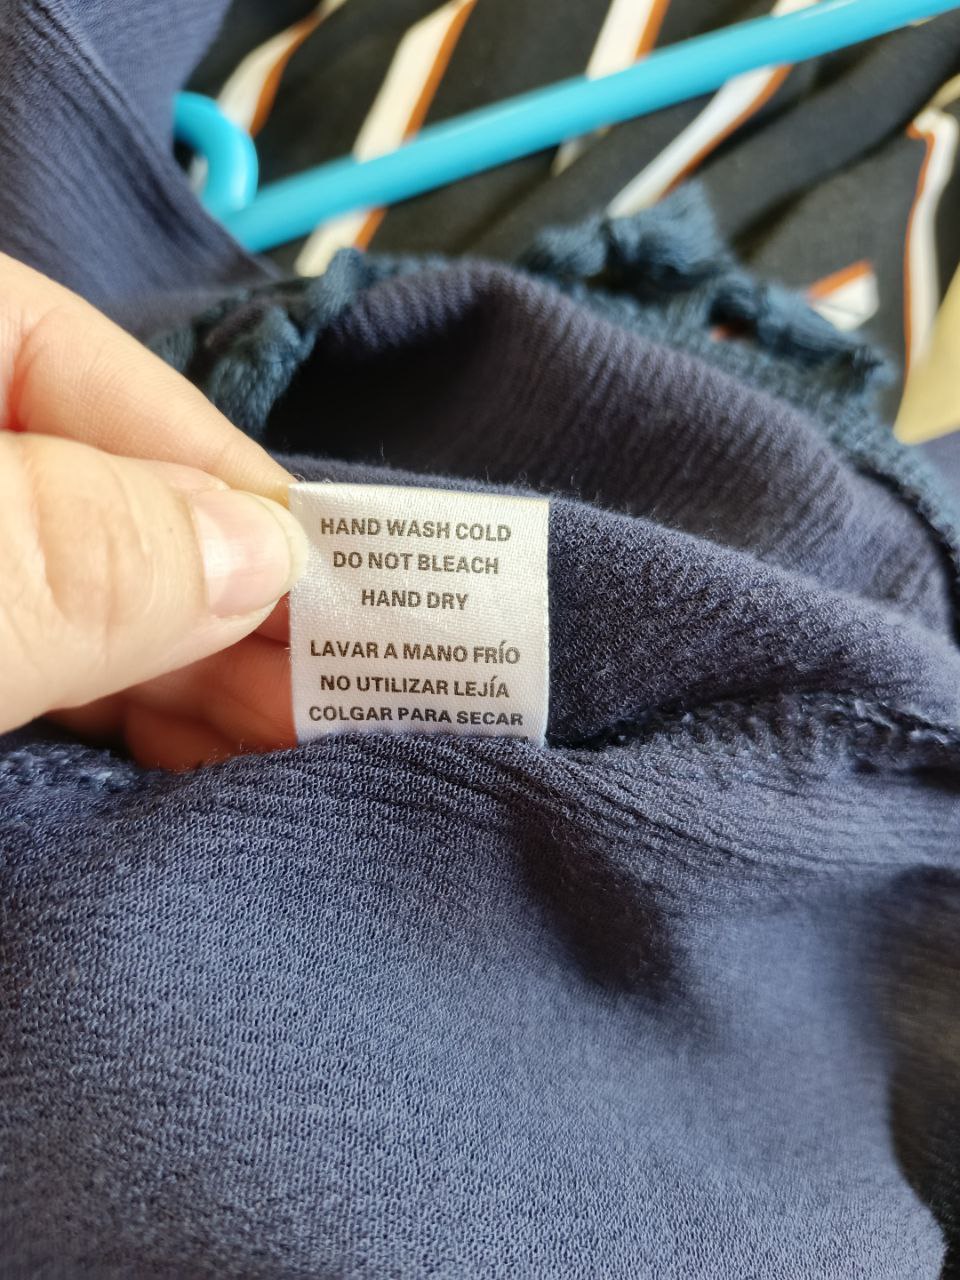 HAND WASH COLD
DO NOT BLEACH
HAND DRY
LAVAR A MANO FRÍO
NO UTILIZAR LEJÍA
COLGAR PARA SECAR